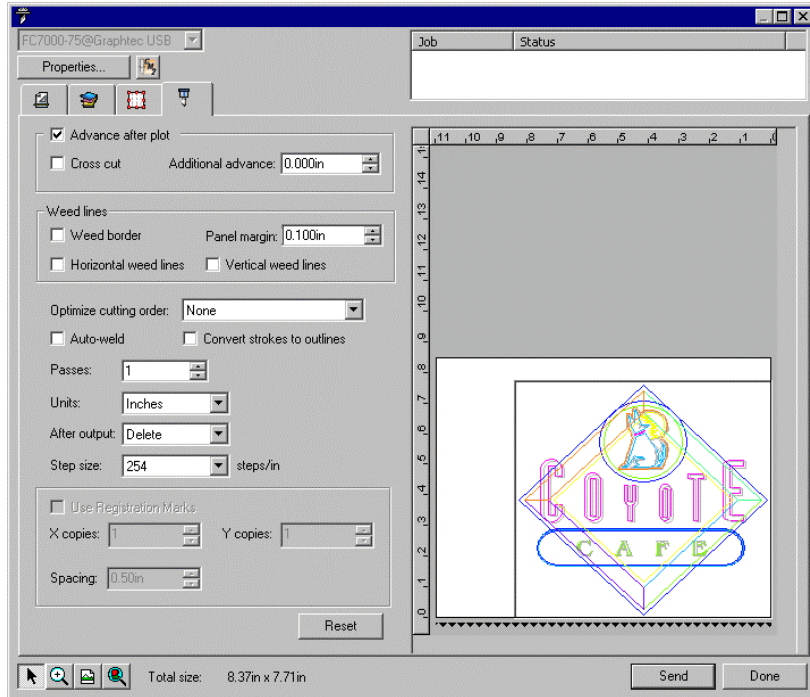 FC7000-75@Graphtec USB
Properties...
Job Status
Advance after plot
Cross cut Additional advance: 0.000in
Weed lines
Weed border Panel margin: 0.100in
Horizontal weed lines Vertical weed lines
Optimize cutting order: None
Auto-weld Convert strokes to outlines
Passes: 1
Units: Inches
After output: Delete
Step size: 254 steps/in
Use Registration Marks
X copies: 1 Y copies: 1
Spacing: 0.50in
Reset
11 10 9 8 7 6 5 4 3 2 1 0
14
13
12
11
10
9
8
7
6
5
4
3
2
1
0
COYOTE
CAFE
Total size: 8.37in x 7.71in
Send Done